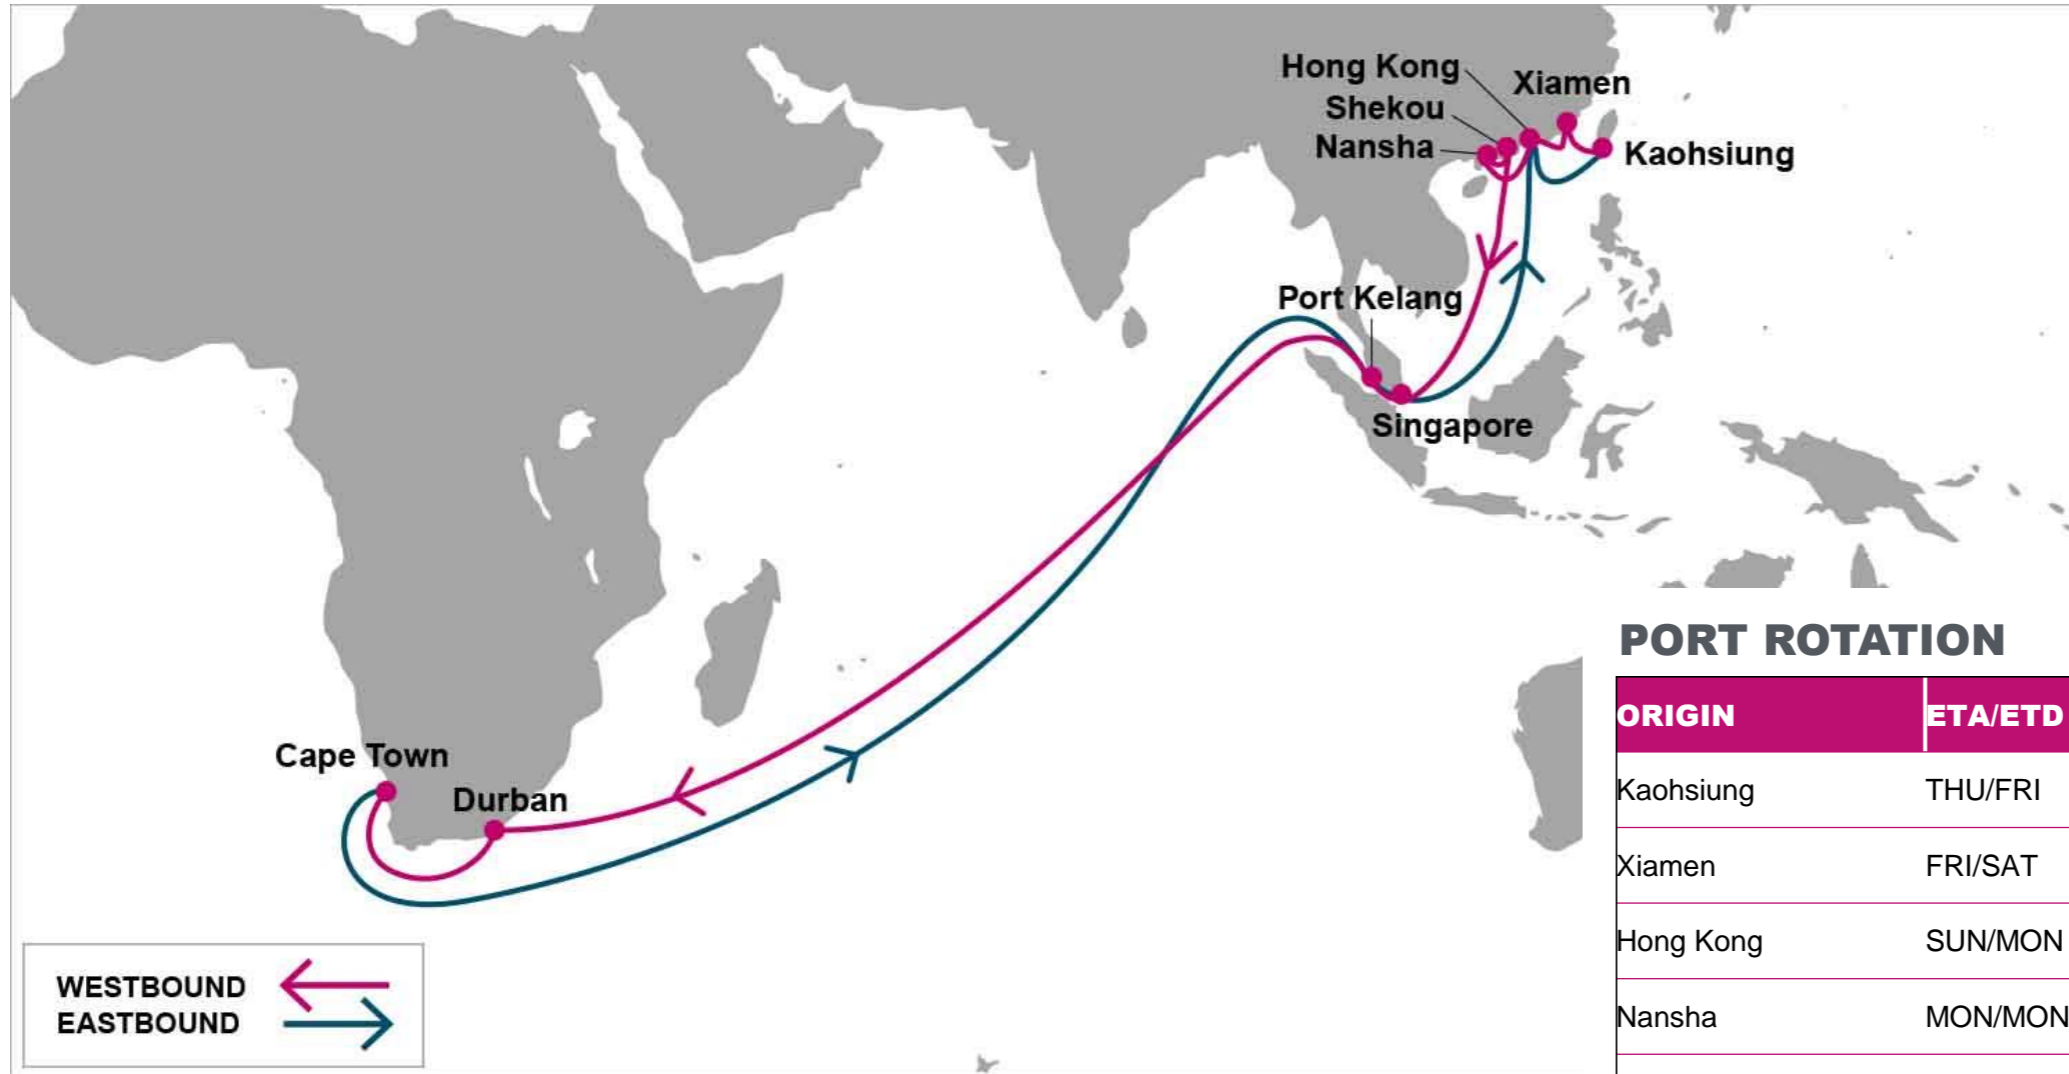 Hong Kong
Xiamen
Shekou
Nansha
Kaohsiung
Port Kelang
Singapore
Cape Town
Durban
WESTBOUND
EASTBOUND
PORT ROTATION
ORIGIN ETA/ETD
Kaohsiung THU/FRI
Xiamen FRI/SAT
Hong Kong SUN/MON
Nansha MON/MON